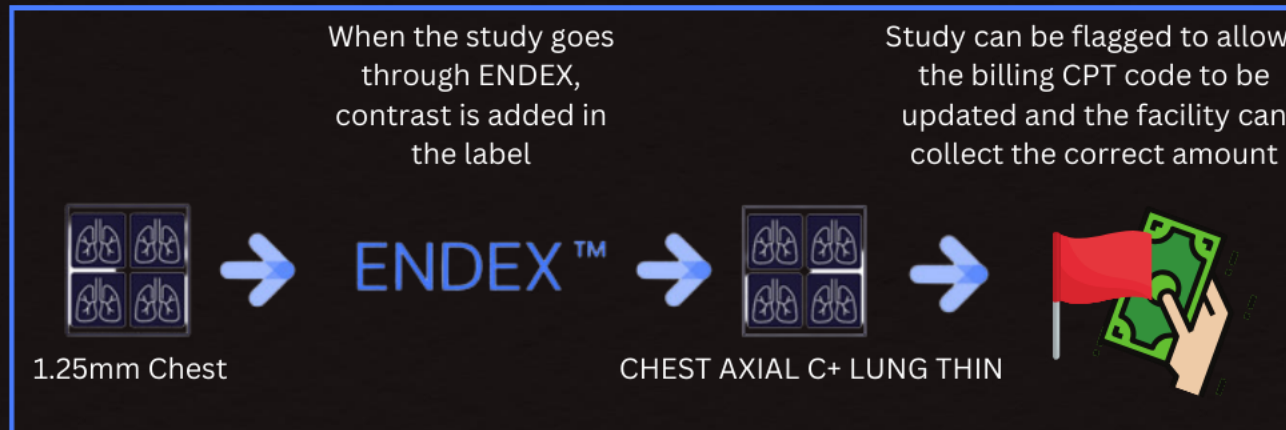 When the study goes
through ENDEX,
contrast is added in
the label
Study can be flagged to allow
the billing CPT code to be
updated and the facility can
collect the correct amount
ENDEX™
1.25mm Chest
CHEST AXIAL C+ LUNG THIN